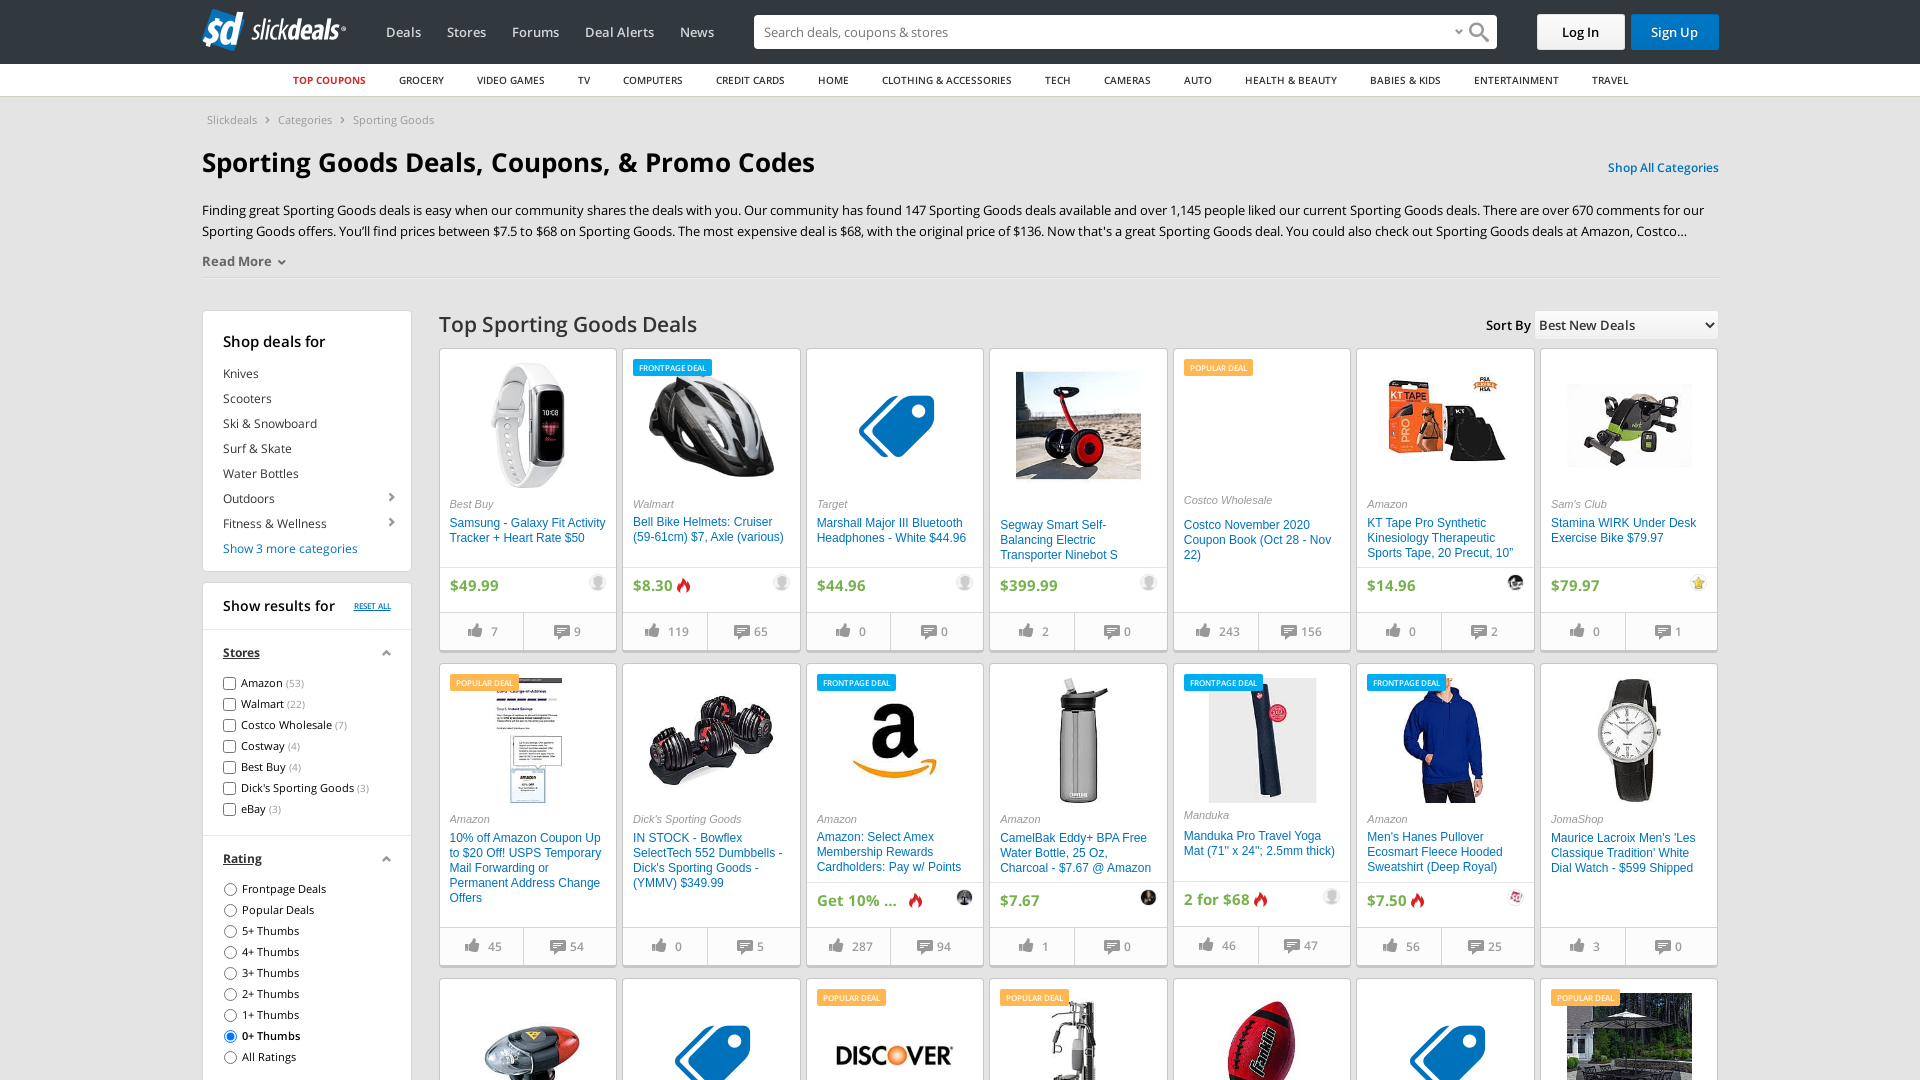 slickdeals
Deals
Stores
Forums
Deal Alerts
News
Search deals, coupons & stores
Log In
Sign Up
TOP COUPONS
GROCERY
VIDEO GAMES
TV
COMPUTERS
CREDIT CARDS
HOME
CLOTHING & ACCESSORIES
TECH
CAMERAS
AUTO
HEALTH & BEAUTY
BABIES & KIDS
ENTERTAINMENT
TRAVEL
Slickdeals
Categories
Sporting Goods
Sporting Goods Deals, Coupons, & Promo Codes
Shop All Categories
Finding great Sporting Goods deals is easy when our community shares the deals with you. Our community has found 147 Sporting Goods deals available and over 1,145 people liked our current Sporting Goods deals. There are over 670 comments for our
Sporting Goods offers. You'll find prices between $7.5 to $68 on Sporting Goods. The most expensive deal is $68, with the original price of $136. Now that's a great Sporting Goods deal. You could also check out Sporting Goods deals at Amazon, Costco...
Read More
Shop deals for
Knives
Scooters
Ski & Snowboard
Surf & Skate
Water Bottles
Outdoors
Fitness & Wellness
Show 3 more categories
Show results for
RESET ALL
Stores
Amazon (53)
Walmart (22)
Costco Wholesale (7)
Costway (4)
Best Buy (4)
Dick's Sporting Goods (3)
eBay (3)
Rating
Frontpage Deals
Popular Deals
5+ Thumbs
4+ Thumbs
3+ Thumbs
2+ Thumbs
1+ Thumbs
0+ Thumbs
All Ratings
Top Sporting Goods Deals
Sort By
Best New Deals
Best Buy
Samsung - Galaxy Fit Activity
Tracker + Heart Rate $50
$49.99
7
9
FRONTPAGE DEAL
Walmart
Bell Bike Helmets: Cruiser
(59-61cm) $7, Axle (various)
$8.30
119
65
Target
Marshall Major III Bluetooth
Headphones - White $44.96
$44.96
0
0
Segway Smart Self-
Balancing Electric
Transporter Ninebot S
$399.99
2
0
POPULAR DEAL
Costco Wholesale
Costco November 2020
Coupon Book (Oct 28 - Nov
22)
243
156
KT TAPE
PRO
KT
FSA
HSA
Amazon
KT Tape Pro Synthetic
Kinesiology Therapeutic
Sports Tape, 20 Precut, 10”
$14.96
0
2
Sam's Club
Stamina WIRK Under Desk
Exercise Bike $79.97
$79.97
0
1
POPULAR DEAL
Amazon
10% off Amazon Coupon Up
to $20 Off! USPS Temporary
Mail Forwarding or
Permanent Address Change
Offers
45
54
Dick's Sporting Goods
IN STOCK - Bowflex
SelectTech 552 Dumbbells -
Dick's Sporting Goods -
(YMMV) $349.99
0
5
FRONTPAGE DEAL
a
Amazon
Amazon: Select Amex
Membership Rewards
Cardholders: Pay w/ Points
Get 10% ...
287
94
Amazon
CamelBak Eddy+ BPA Free
Water Bottle, 25 Oz,
Charcoal - $7.67 @ Amazon
$7.67
1
0
FRONTPAGE DEAL
Manduka
Manduka Pro Travel Yoga
Mat (71" x 24"; 2.5mm thick)
2 for $68
46
47
FRONTPAGE DEAL
Amazon
Men's Hanes Pullover
Ecosmart Fleece Hooded
Sweatshirt (Deep Royal)
$7.50
56
25
JomaShop
Maurice Lacroix Men's 'Les
Classique Tradition' White
Dial Watch - $599 Shipped
3
0
POPULAR DEAL
DISCOVER
POPULAR DEAL
franklin
POPULAR DEAL